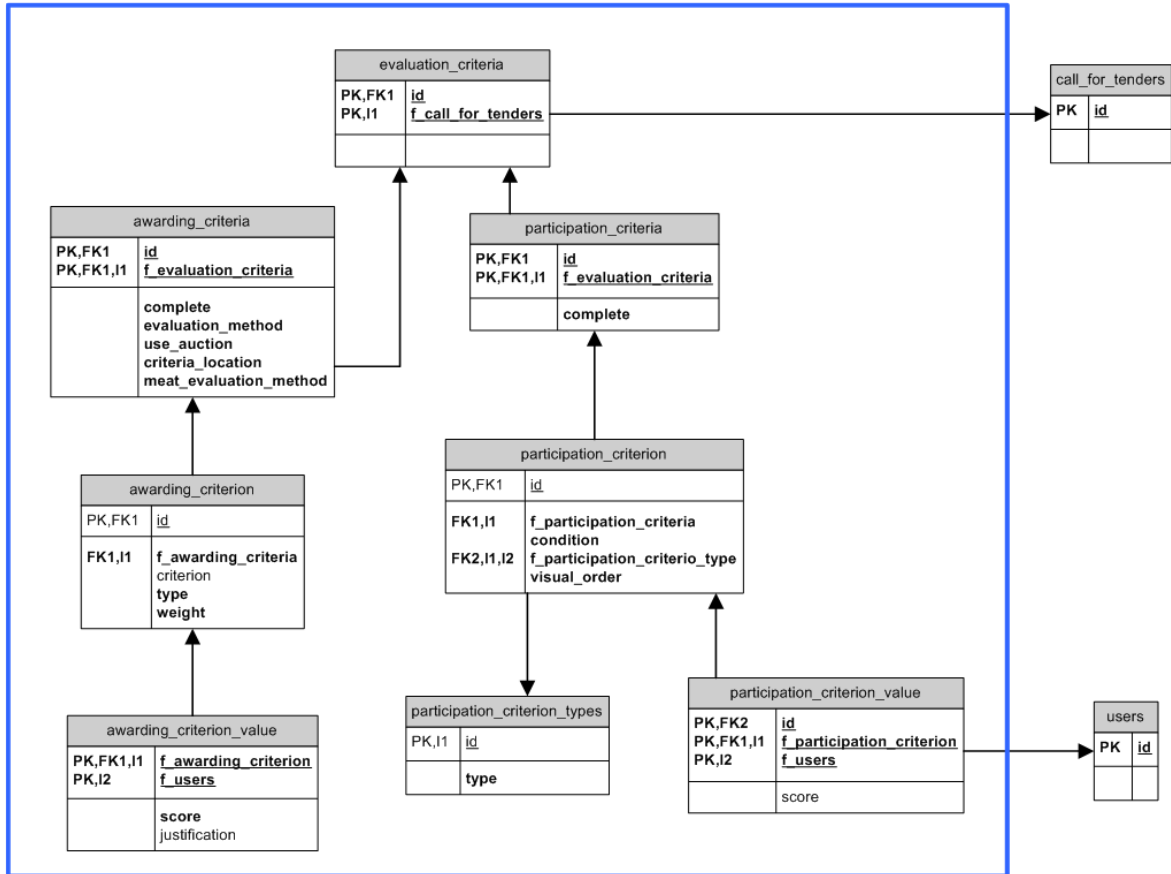 evaluation_criteria
PK,FK1 id
PK,I1 f_call_for_tenders
call_for_tenders
PK id
awarding_criteria
PK,FK1 id
PK,FK1,I1 f_evaluation_criteria
complete
evaluation_method
use_auction
criteria_location
meat_evaluation_method
participation_criteria
PK,FK1 id
PK,FK1,I1 f_evaluation_criteria
complete
awarding_criterion
PK,FK1 id
FK1,I1 f_awarding_criteria
criterion
type
weight
participation_criterion
PK,FK1 id
FK1,I1 f_participation_criteria
condition
FK2,I1,I2 f_participation_criterio_type
visual_order
awarding_criterion_value
PK,FK1,I1 f_awarding_criterion
PK,I2 f_users
score
justification
participation_criterion_types
PK,I1 id
type
participation_criterion_value
PK,FK2 id
PK,FK1,I1 f_participation_criterion
PK,I2 f_users
score
users
PK id